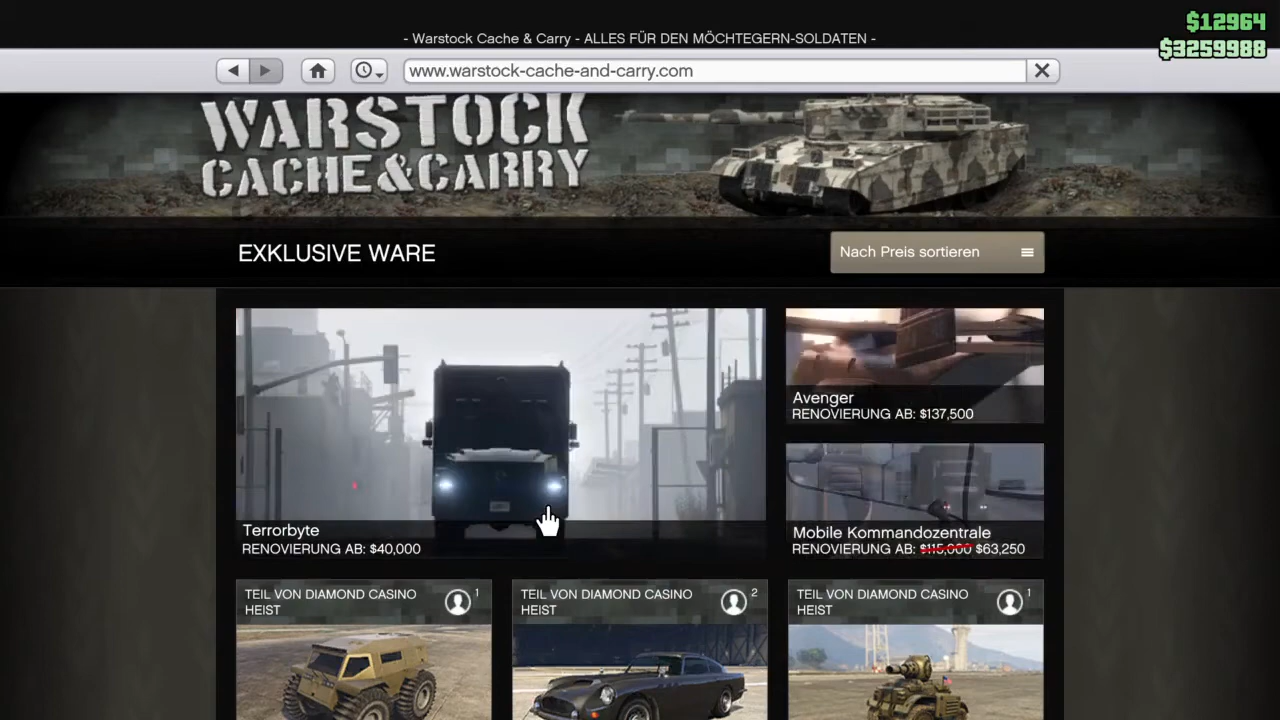 $12964
$3259988
- Warstock Cache & Carry - ALLES FÜR DEN MÖCHTEGERN-SOLDATEN -
www.warstock-cache-and-carry.com
WARSTOCK
CACHE&CARRY
EXKLUSIVE WARE
Nach Preis sortieren
Terrorbyte
RENOVIERUNG AB: $40,000
Avenger
RENOVIERUNG AB: $137,500
Mobile Kommandozentrale
RENOVIERUNG AB: $115,000 $63,250
TEIL VON DIAMOND CASINO
HEIST
1
TEIL VON DIAMOND CASINO
HEIST
2
TEIL VON DIAMOND CASINO
HEIST
1